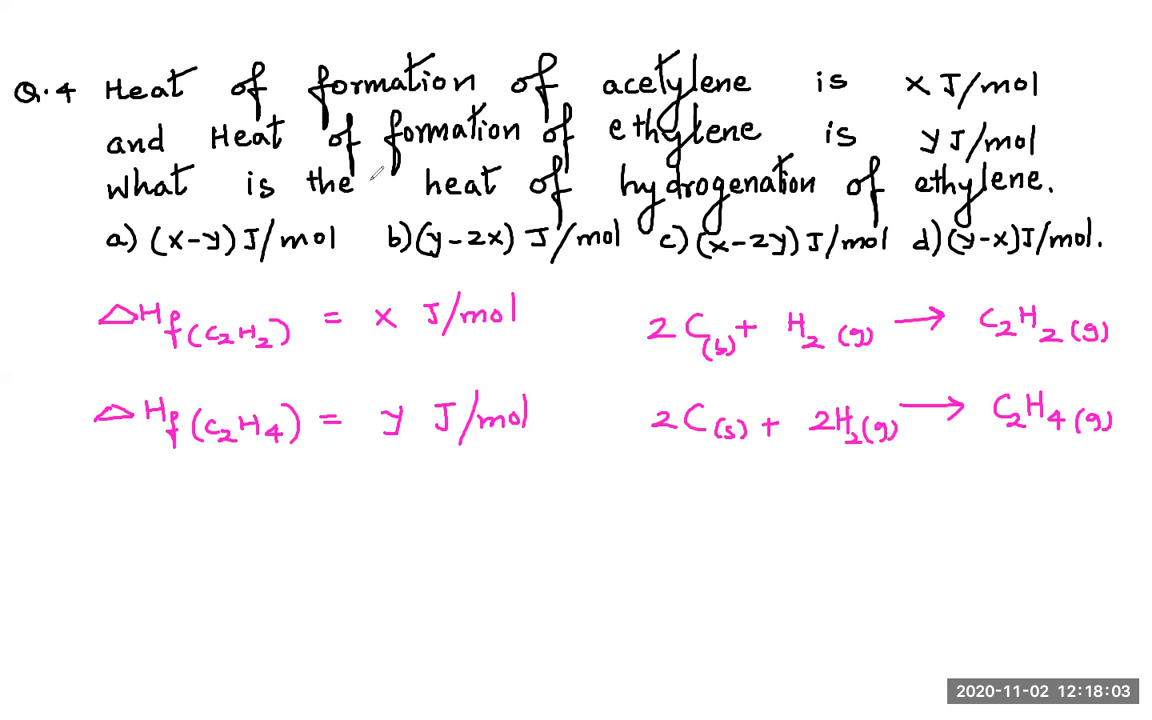 Q.4 Heat of formation of acetylene is x J/mol
and Heat of formation of ethylene is y J/mol
what is the heat of hydrogenation of ethylene.
a) (x-y) J/mol b) (y-2x) J/mol c) (x-2y) J/mol d) (y-x) J/mol.
△Hf(C₂H₂) = x J/mol 2C(s) + H₂(g) → C₂H₂(g)
△Hf(C₂H₄) = y J/mol 2C(s) + 2H₂(g) → C₂H₄(g)
2020-11-02 12:18:03